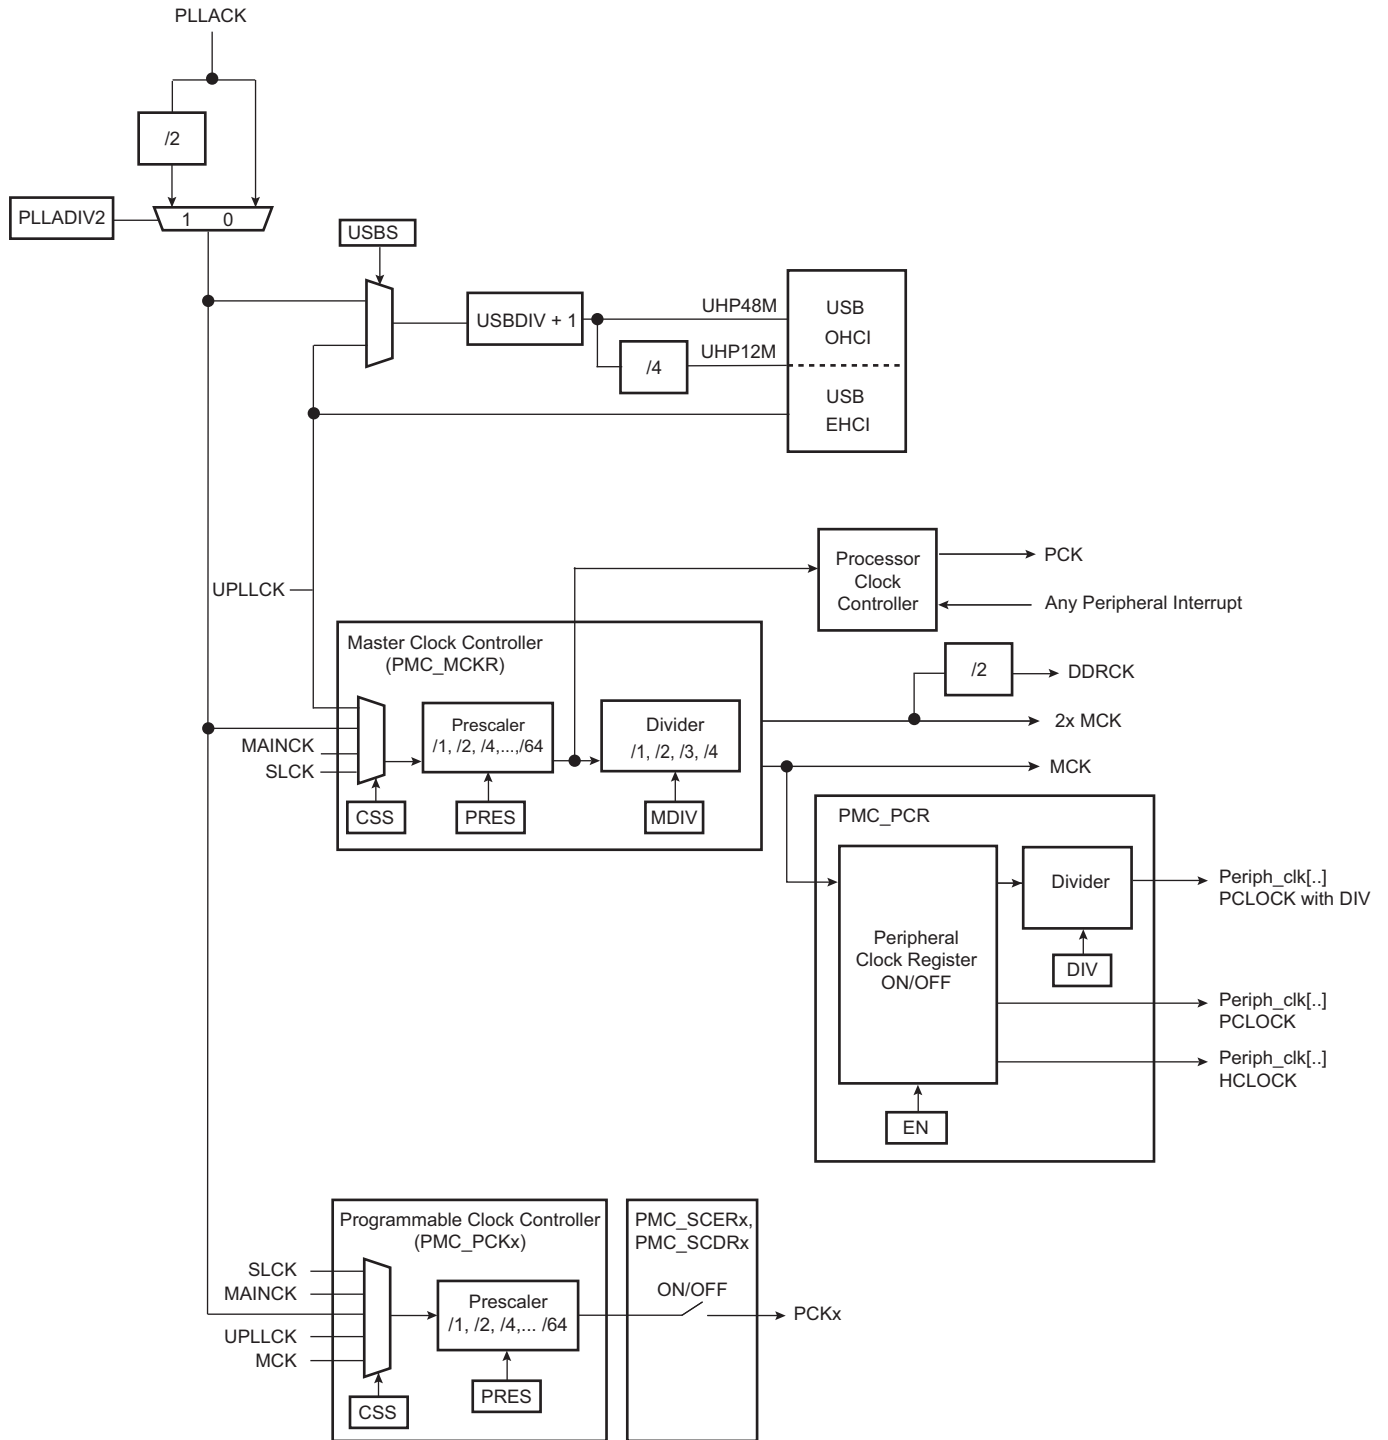 PLLACK
/2
PLLADIV2
1 0
USBS
USBDIV + 1
UHP48M
/4
UHP12M
USB
OHCI
USB
EHCI
UPLLCK
Processor
Clock
Controller
PCK
Any Peripheral Interrupt
Master Clock Controller
(PMC_MCKR)
/2
DDRCK
MAINCK
SLCK
Prescaler
/1, /2, /4,...,/64
Divider
/1, /2, /3, /4
2x MCK
MCK
CSS
PRES
MDIV
PMC_PCR
Peripheral
Clock Register
ON/OFF
Divider
DIV
Periph_clk[..]
PCLOCK with DIV
Periph_clk[..]
PCLOCK
Periph_clk[..]
HCLOCK
EN
Programmable Clock Controller
(PMC_PCKx)
PMC_SCERx,
PMC_SCDRx
SLCK
MAINCK
UPLLCK
MCK
Prescaler
/1, /2, /4,... /64
ON/OFF
PCKx
CSS
PRES